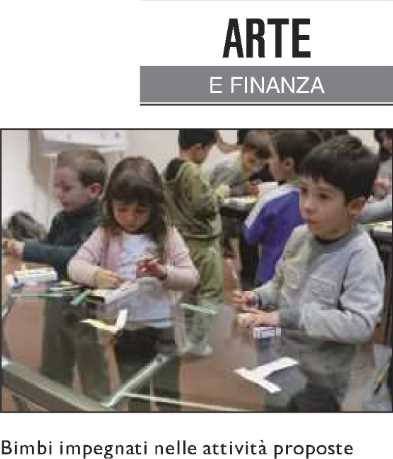 ARTE
E FINANZA
Bimbi impegnati nelle attività proposte